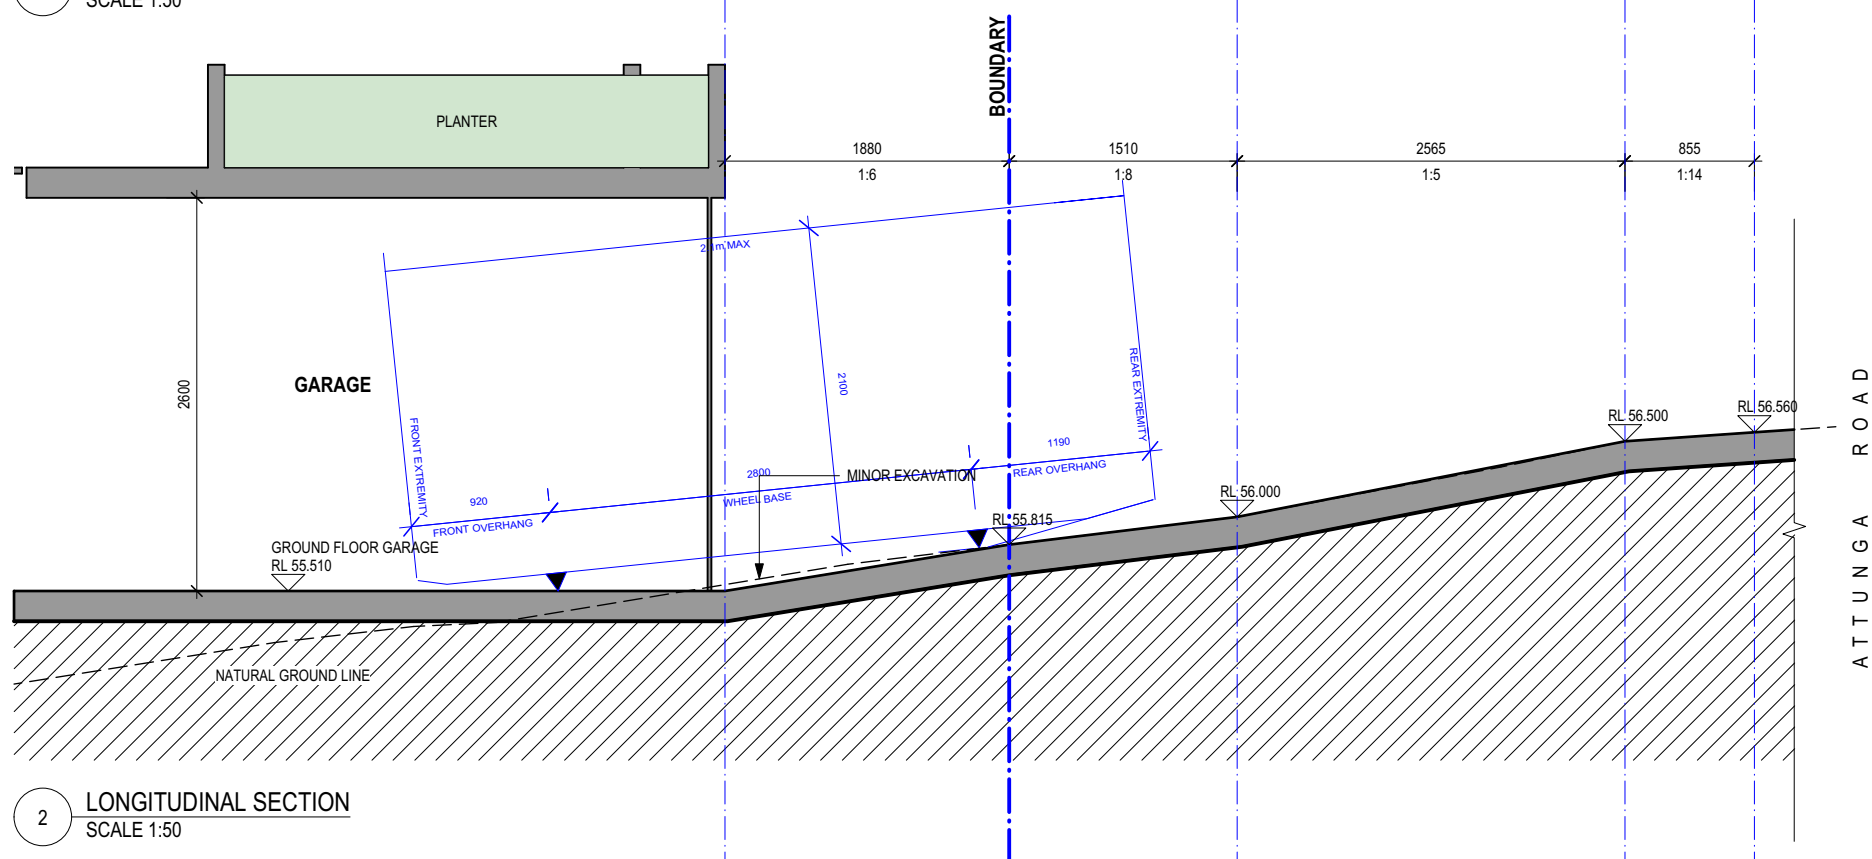 SCALE 1:50
BOUNDARY
PLANTER
1880
1510
2565
855
1:6
1:8
1:5
1:14
2.1m MAX
2600
GARAGE
2100
FRONT EXTREMITY
REAR EXTREMITY
RL 56.500
RL 56.560
1190
REAR OVERHANG
2800
MINOR EXCAVATION
WHEEL BASE
920
FRONT OVERHANG
RL 56.000
RL 55.815
GROUND FLOOR GARAGE
RL 55.510
NATURAL GROUND LINE
ATTUNGA ROAD
2
LONGITUDINAL SECTION
SCALE 1:50